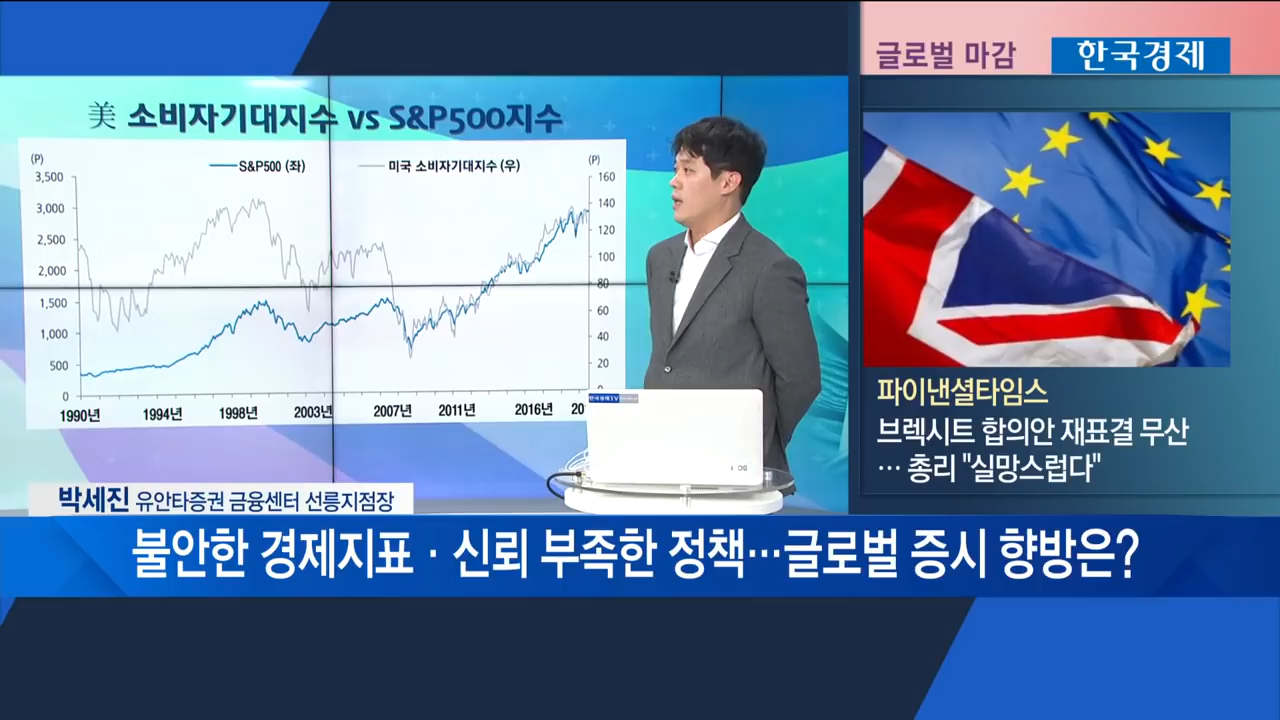 글로벌 마감
한국경제
美 소비자기대지수 vs S&P500지수
(P)
S&P500 (좌)
미국 소비자기대지수 (우)
(P)
3,500
3,000
2,500
2,000
1,500
1,000
500
0
160
140
120
100
80
60
40
20
0
1990년
1994년
1998년
2003년
2007년
2011년
2016년
파이낸셜타임스
브렉시트 합의안 재표결 무산
… 총리 "실망스럽다"
한국경제TV
박세진 유안타증권 금융센터 선릉지점장
불안한 경제지표 · 신뢰 부족한 정책…글로벌 증시 향방은?